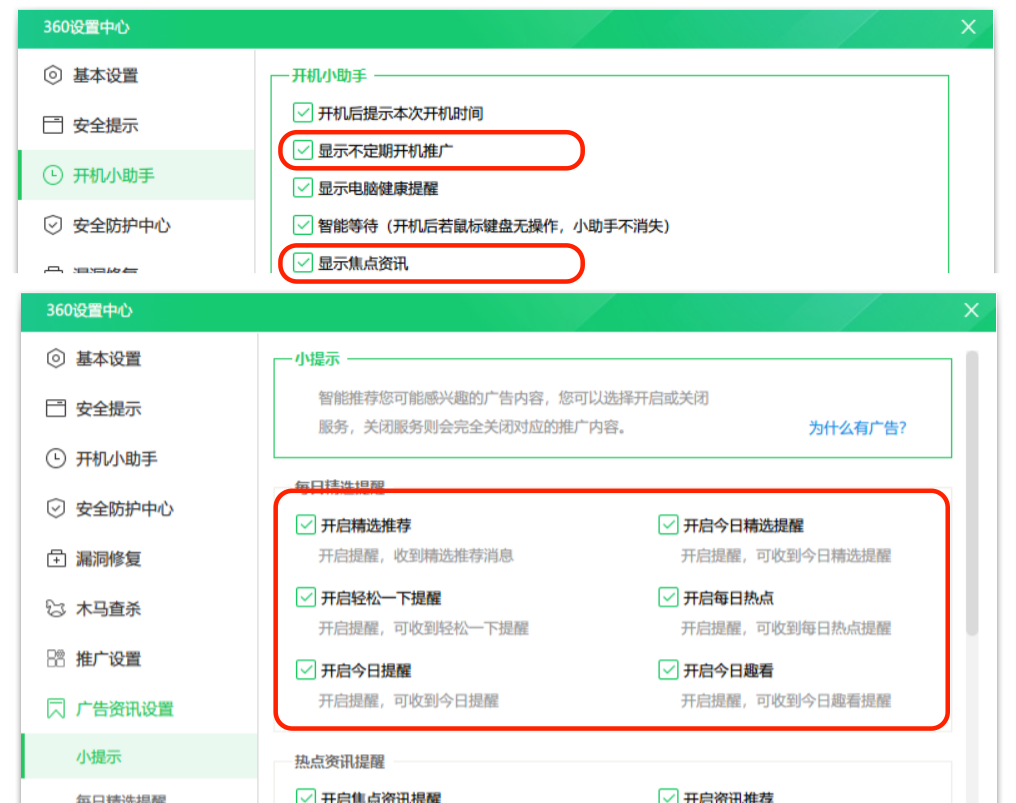 360设置中心
基本设置
安全提示
开机小助手
安全防护中心
漏洞修复
开机小助手
开机后提示本次开机时间
显示不定期开机推广
显示电脑健康提醒
智能等待（开机后若鼠标键盘无操作，小助手不消失）
显示焦点资讯
360设置中心
基本设置
安全提示
开机小助手
安全防护中心
漏洞修复
木马查杀
推广设置
广告资讯设置
小提示
每日精选提醒
小提示
智能推荐您可能感兴趣的广告内容，您可以选择开启或关闭
服务，关闭服务则会完全关闭对应的推广内容。
为什么有广告?
每日精选提醒
开启精选推荐
开启提醒，收到精选推荐消息
开启今日精选提醒
开启提醒，可收到今日精选提醒
开启轻松一下提醒
开启提醒，可收到轻松一下提醒
开启每日热点
开启提醒，可收到每日热点提醒
开启今日提醒
开启提醒，可收到今日提醒
开启今日趣看
开启提醒，可收到今日趣看提醒
热点资讯提醒
开启焦点资讯提醒
开启资讯推荐